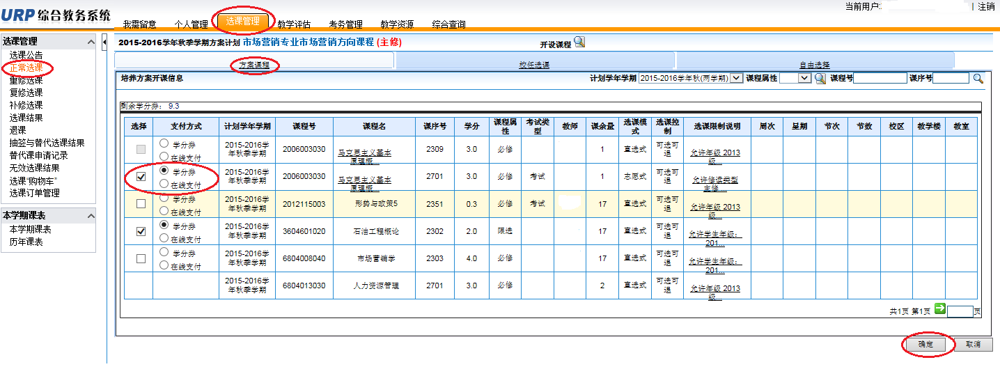 当前用户: | 注销
URP 综合教务系统
我需留意 个人管理 选课管理 教学评估 考务管理 教学资源 综合查询
选课管理
选课公告
正常选课
重修选课
复修选课
补修选课
选课结果
退课
抽签与替代选课结果
替代课申请记录
无效选课结果
选课“购物车”
选课订单管理
本学期课表
本学期课表
历年课表
2015-2016学年秋季学期方案计划 市场营销专业市场营销方向课程 (主修) 开设课程
方案课程 校任选课 自由选择
培养方案开课信息 计划学年学期 2015-2016学年秋(两学期) 课程属性 课程号 课序号
剩余学分券: 9.3
选择 支付方式 计划学年学期 课程号 课程名 课序号 学分 课程属性 考试类型 教师 课余量 选课模式 选课控制 选课限制说明 周次 星期 节次 节数 校区 教学楼 教室
学分券 在线支付 2015-2016学年秋季学期 2006003030 马克思主义基本原理概... 2309 3.0 必修 1 直选式 可选可退 允许年级 2013级...
学分券 在线支付 2015-2016学年秋季学期 2006003030 马克思主义基本原理概... 2701 3.0 必修 考试 1 志愿式 可选可退 允许修读类型 主修...
学分券 在线支付 2015-2016学年秋季学期 2012115003 形势与政策5 2351 0.3 必修 考试 17 直选式 可选可退 允许年级 2013级...
学分券 在线支付 2015-2016学年秋季学期 3604601020 石油工程概论 2302 2.0 限选 17 直选式 可选可退 允许学生年级: 201...
学分券 在线支付 2015-2016学年秋季学期 6804008040 市场营销学 2303 4.0 必修 17 直选式 可选可退 允许学生年级: 201...
2015-2016学年秋季学期 6804013030 人力资源管理 2701 3.0 必修 2 直选式 可选可退 允许年级 2013级...
共1页 第1页 页
确定 取消